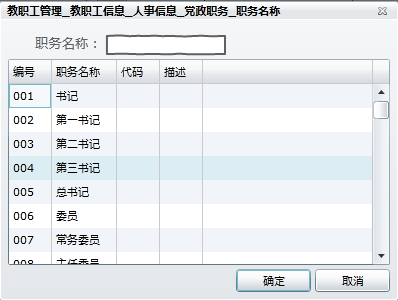 教职工管理_教职工信息_人事信息_党政职务_职务名称
职务名称：
编号 职务名称 代码 描述
001 书记
002 第一书记
003 第二书记
004 第三书记
005 总书记
006 委员
007 常务委员
008 主任委员
确定 取消